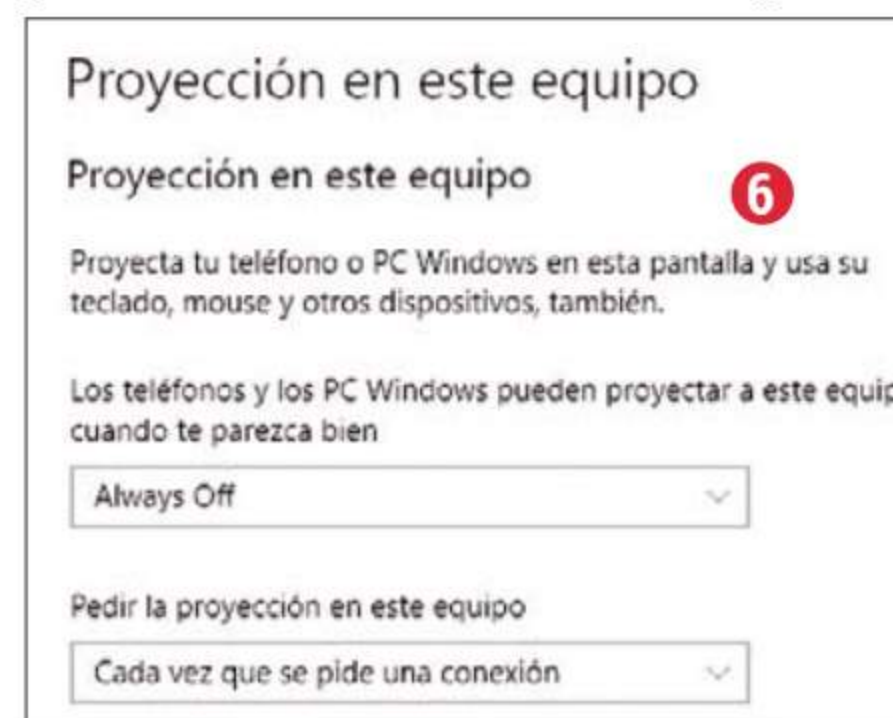 Proyección en este equipo
Proyección en este equipo
6
Proyecta tu teléfono o PC Windows en esta pantalla y usa su
teclado, mouse y otros dispositivos, también.
Los teléfonos y los PC Windows pueden proyectar a este equip
cuando te parezca bien
Always Off
Pedir la proyección en este equipo
Cada vez que se pide una conexión